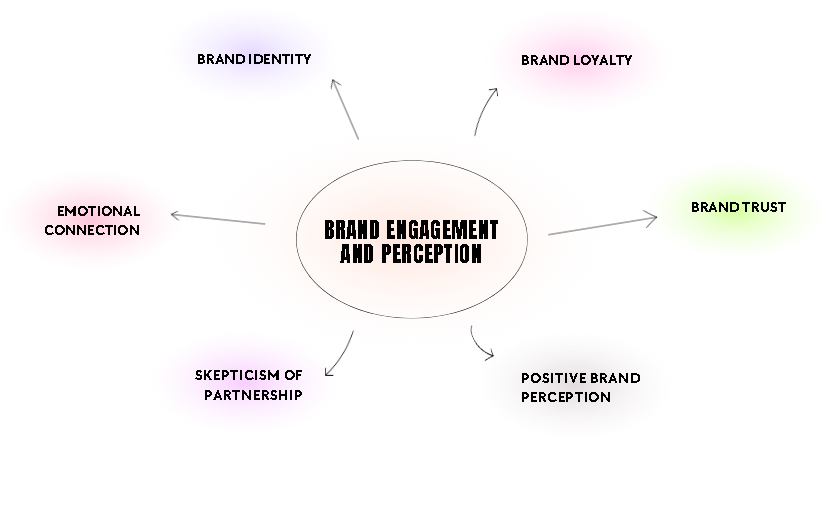 BRAND IDENTITY
BRAND LOYALTY
EMOTIONAL
CONNECTION
BRAND ENGAGEMENT
AND PERCEPTION
BRAND TRUST
SKEPTICISM OF
PARTNERSHIP
POSITIVE BRAND
PERCEPTION